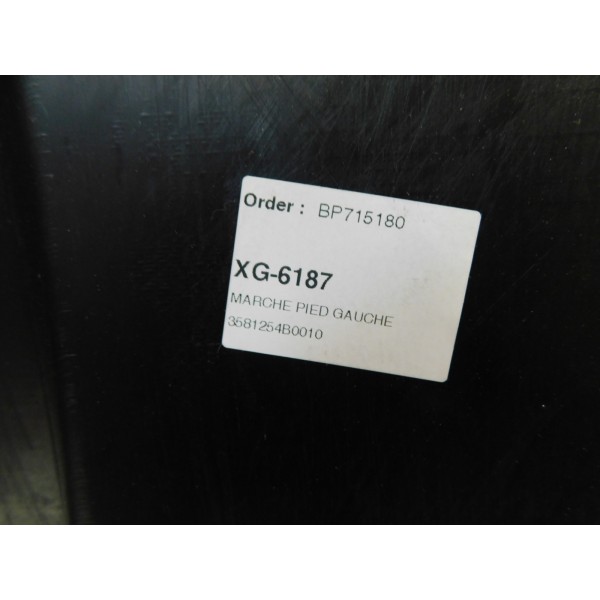 Order : BP715180
XG-6187
MARCHE PIED GAUCHE
3581254B0010